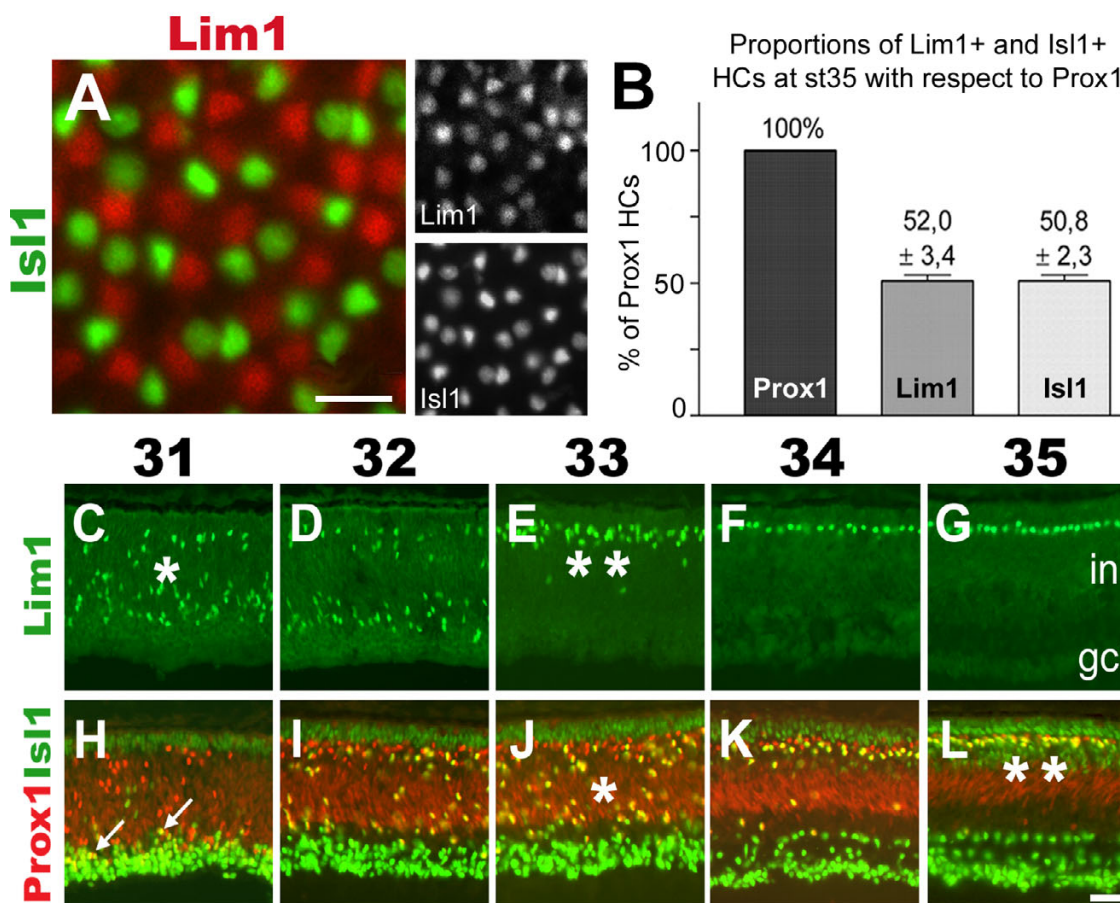 Lim1
Isl1
A
Lim1
Isl1
Proportions of Lim1+ and Isl1+
HCs at st35 with respect to Prox1
B
% of Prox1 HCs
100
50
0
100%
52,0
± 3,4
50,8
± 2,3
Prox1
Lim1
Isl1
31 32 33 34 35
Lim1
C D E F G
* * *
in
gc
Prox1Isl1
H I J K L
* * *